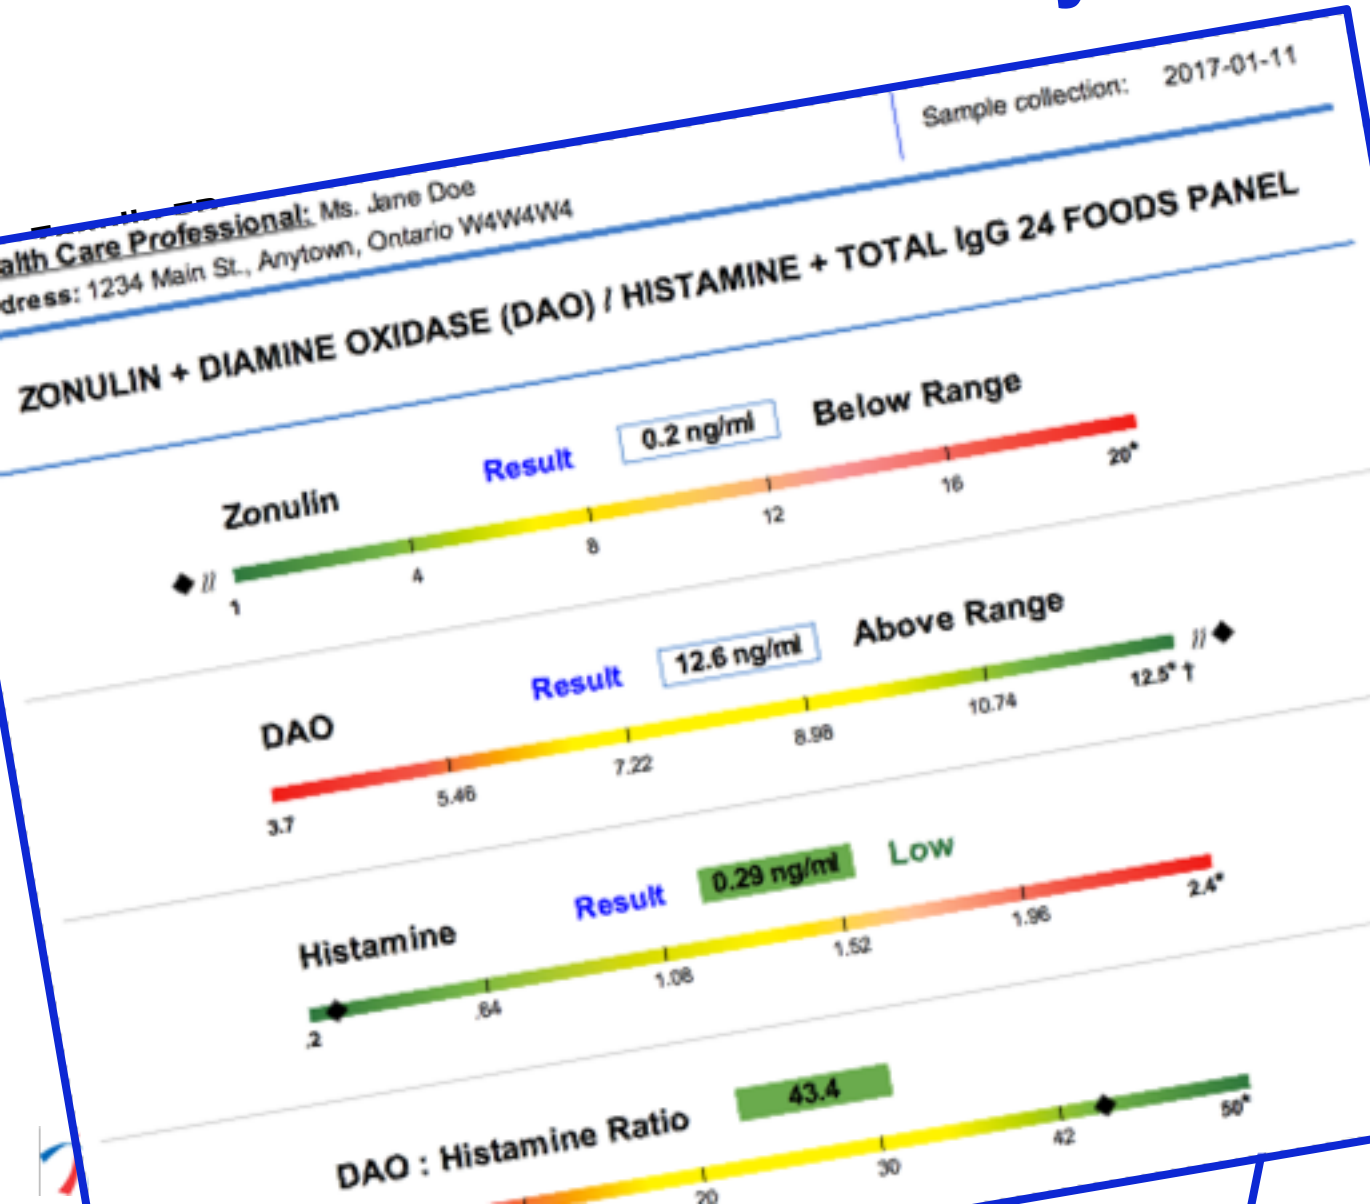 Sample collection: 2017-01-11
alth Care Professional: Ms. Jane Doe
dress: 1234 Main St., Anytown, Ontario W4W4W4
ZONULIN + DIAMINE OXIDASE (DAO) / HISTAMINE + TOTAL IgG 24 FOODS PANEL
Zonulin Result 0.2 ng/ml Below Range
1 4 8 12 16 20*
DAO Result 12.6 ng/ml Above Range
3.7 5.46 7.22 8.98 10.74 12.5* †
Histamine Result 0.29 ng/ml Low
.2 .64 1.08 1.52 1.96 2.4*
DAO : Histamine Ratio 43.4
20 30 42 50*